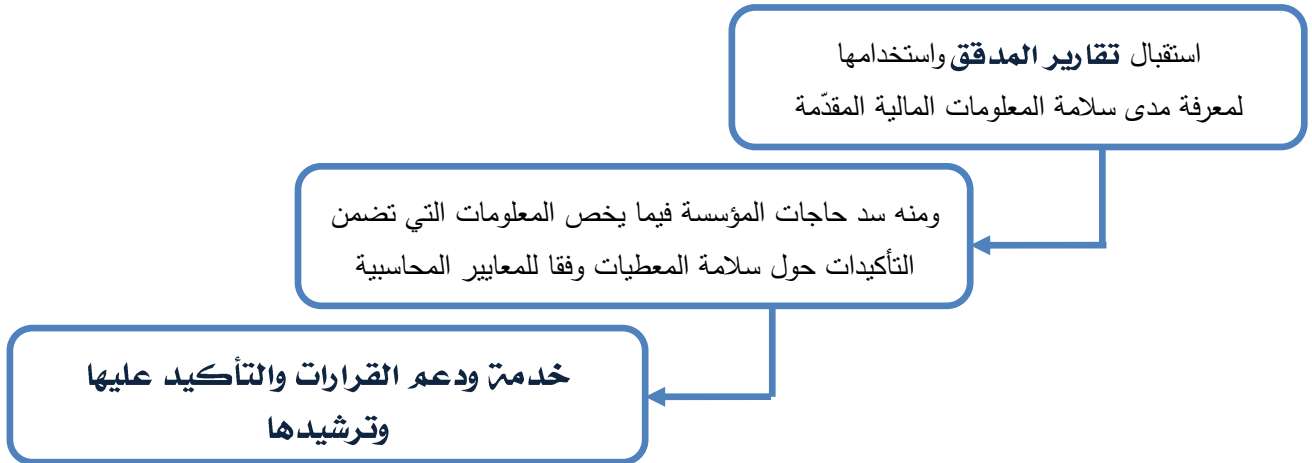 استقبال تقارير المدقق واستخدامها
لمعرفة مدى سلامة المعلومات المالية المقدّمة
ومنه سد حاجات المؤسسة فيما يخص المعلومات التي تضمن
التأكيدات حول سلامة المعطيات وفقا للمعايير المحاسبية
خدمة ودعم القرارات والتأكيد عليها
وترشيدها